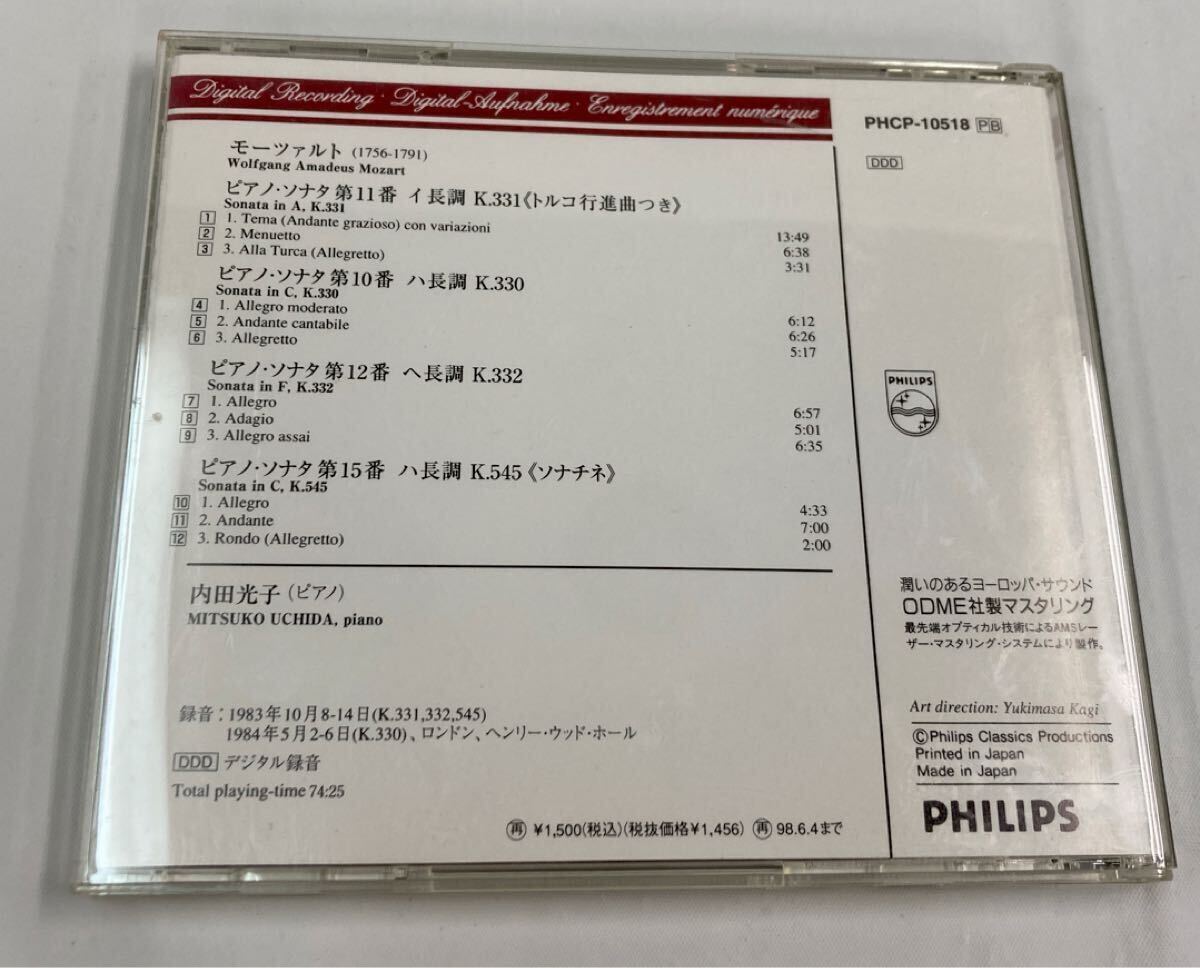 Digital Recording · Digital-Aufnahme · Enregistrement numérique
モーツァルト (1756-1791)
Wolfgang Amadeus Mozart
ピアノ・ソナタ 第11番 イ長調 K.331《トルコ行進曲つき》
Sonata in A, K.331
1 1. Tema (Andante grazioso) con variazioni 13:49
2 2. Menuetto 6:38
3 3. Alla Turca (Allegretto) 3:31
ピアノ・ソナタ 第10番 ハ長調 K.330
Sonata in C, K.330
4 1. Allegro moderato 6:12
5 2. Andante cantabile 6:26
6 3. Allegretto 5:17
ピアノ・ソナタ 第12番 ヘ長調 K.332
Sonata in F, K.332
7 1. Allegro 6:57
8 2. Adagio 5:01
9 3. Allegro assai 6:35
ピアノ・ソナタ 第15番 ハ長調 K.545《ソナチネ》
Sonata in C, K.545
10 1. Allegro 4:33
11 2. Andante 7:00
12 3. Rondo (Allegretto) 2:00
内田光子(ピアノ)
MITSUKO UCHIDA, piano
録音:1983年10月8-14日(K.331,332,545)
1984年5月2-6日(K.330)、ロンドン、ヘンリー・ウッド・ホール
DDD デジタル録音
Total playing-time 74:25
再 ¥1,500(税込)(税抜価格¥1,456) 再 98.6.4まで
PHCP-10518 PB
DDD
PHILIPS
潤いのあるヨーロッパ・サウンド
ODME社製マスタリング
最先端オプティカル技術によるAMSレー
ザー・マスタリング・システムにより製作。
Art direction: Yukimasa Kagi
©Philips Classics Productions
Printed in Japan
Made in Japan
PHILIPS